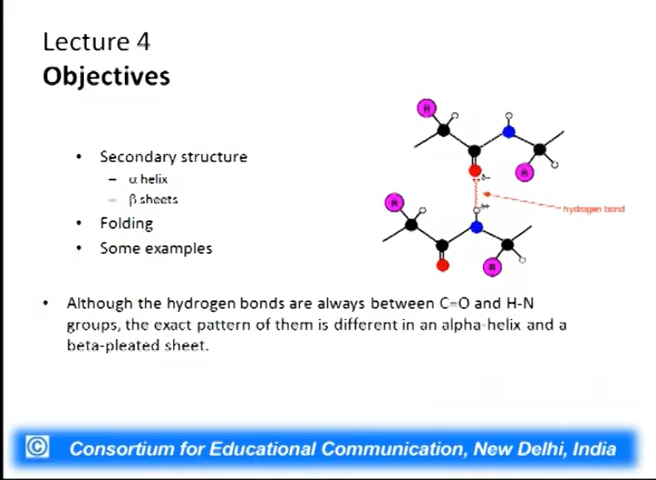 Lecture 4
Objectives
• Secondary structure
– α helix
– β sheets
• Folding
• Some examples
R
R
δ-
δ+
hydrogen bond
R
R
• Although the hydrogen bonds are always between C=O and H-N
groups, the exact pattern of them is different in an alpha-helix and a
beta-pleated sheet.
© Consortium for Educational Communication, New Delhi, India